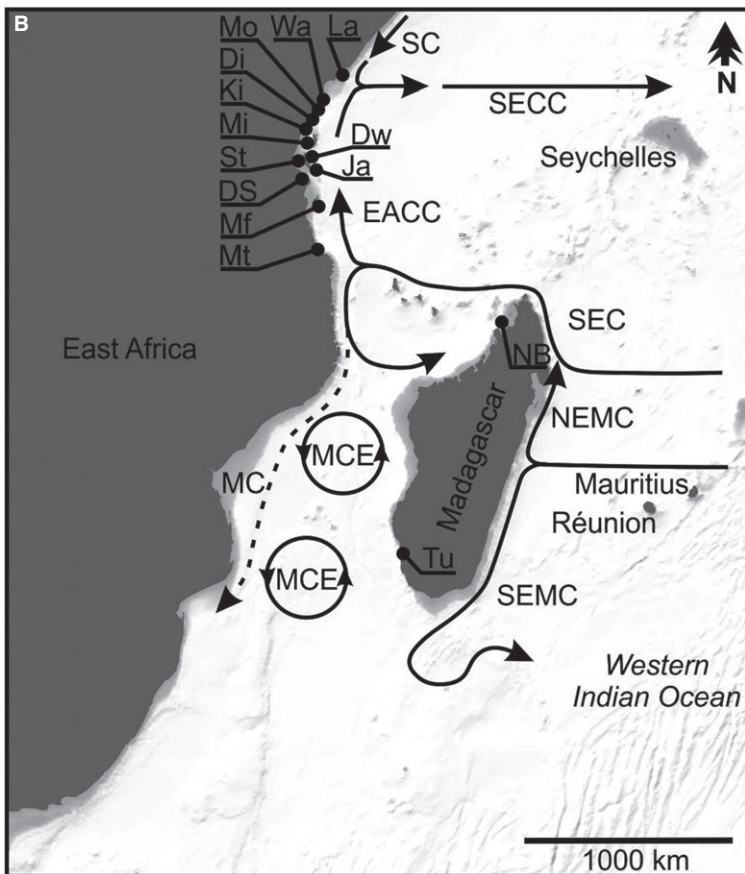 B
Mo
Wa
La
Di
Ki
Mi
St
DS
Mf
Mt
SC
N
SECC
Dw
Ja
Seychelles
EACC
East Africa
SEC
NB
Madagascar
NEMC
MCE
MC
Mauritius
Réunion
Tu
MCE
SEMC
Western
Indian Ocean
1000 km